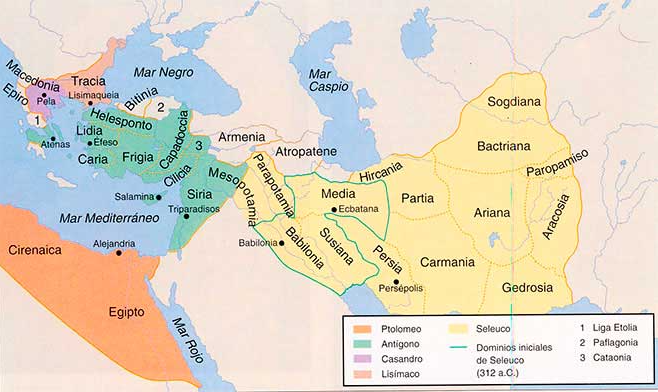 Mar Negro
Mar
Caspio
Macedonia
Tracia
Lisimaqueia
Pela
Epiro
Bitinia
2
1
Helesponto
Capadoccia
3
Lidia
Efeso
Atenas
Caria
Frigia
Cilicia
Armenia
Atropatene
Hircania
Sogdiana
Bactriana
Paropamiso
Aracosia
Ariana
Partia
Media
Ecbatana
Parapotamia
Mesopotamia
Siria
Salamina
Triparadisos
Mar Mediterráneo
Alejandria
Cirenaica
Egipto
Mar Rojo
Babilonia
Babilonia
Susiana
Persia
Persépolis
Carmania
Gedrosia
Ptolomeo
Antígono
Casandro
Lisímaco
Seleuco
Dominios iniciales
de Seleuco
(312 a.C.)
1 Liga Etolia
2 Paflagonia
3 Cataonia